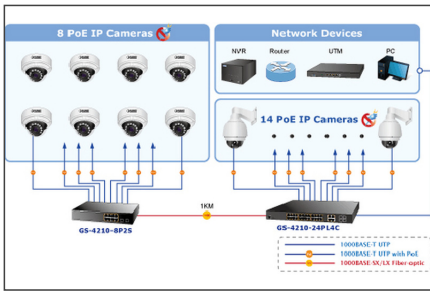 8 PoE IP Cameras
Network Devices
NVR
Router
UTM
PC
14 PoE IP Cameras
1KM
GS-4210-8P2S
GS-4210-24PL4C
1000BASE-T UTP
1000BASE-T UTP with PoE
1000BASE-SX/LX Fiber-optic